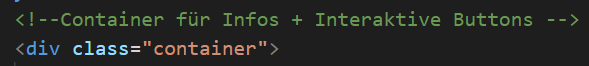 <!--Container für Infos + Interaktive Buttons -->
<div class="container">